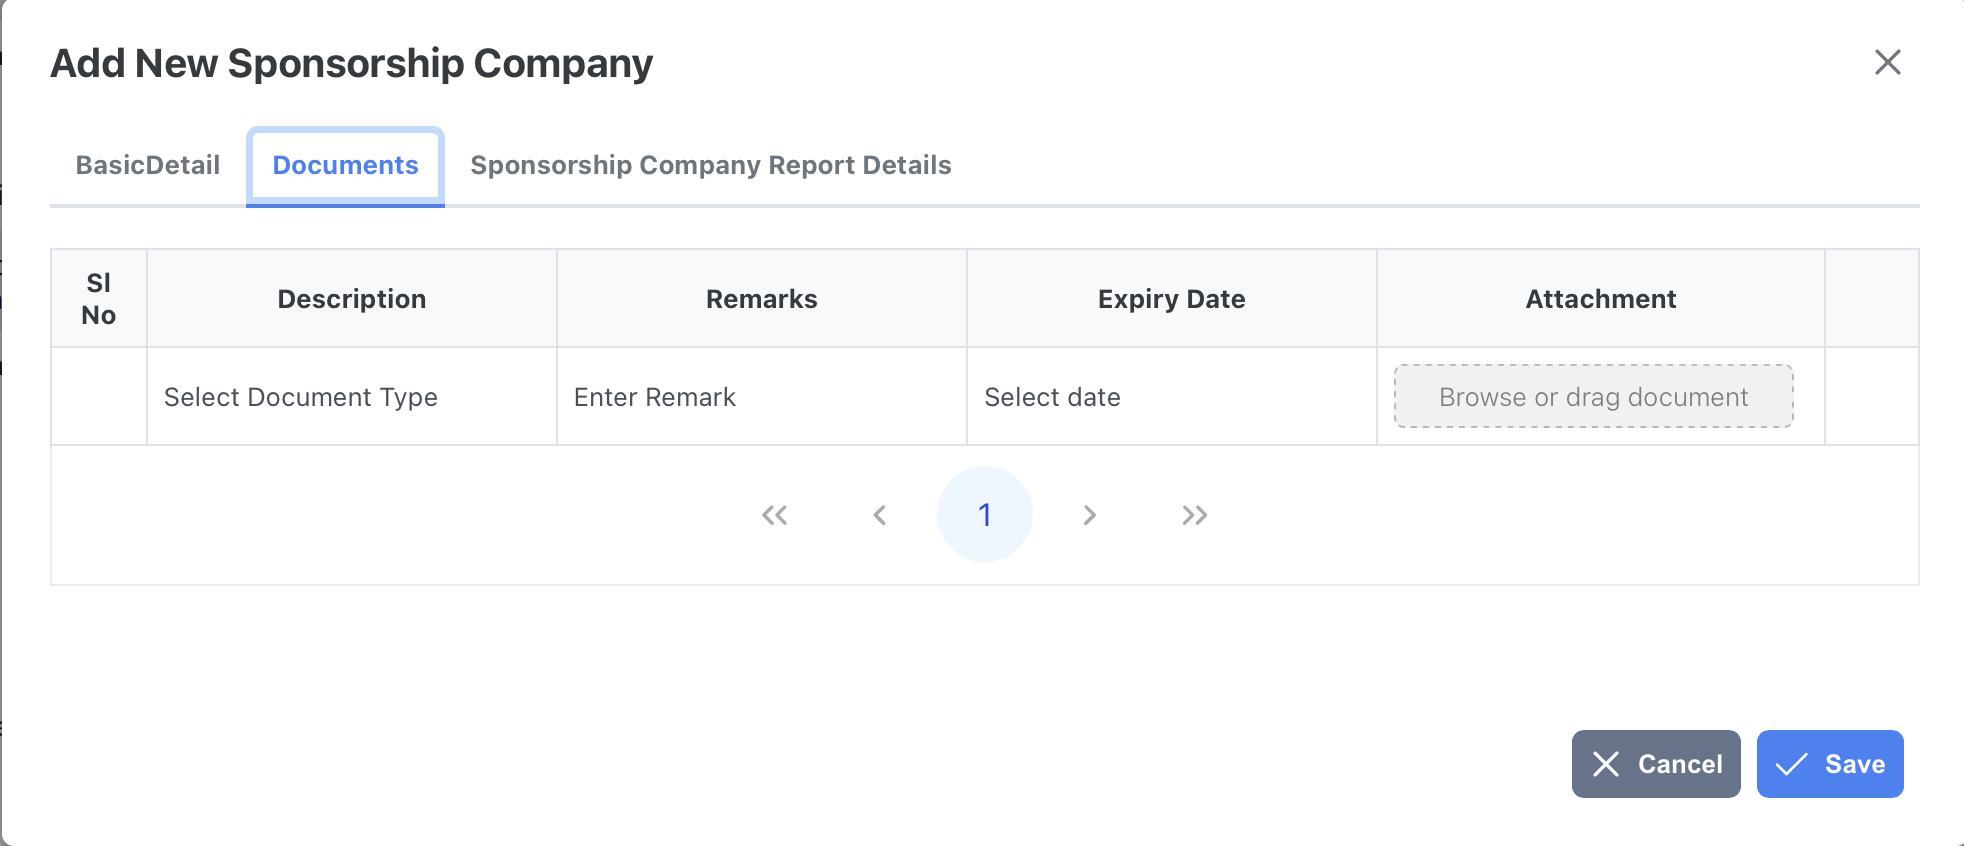 Add New Sponsorship Company
BasicDetail Documents Sponsorship Company Report Details
Sl No Description Remarks Expiry Date Attachment
Select Document Type Enter Remark Select date Browse or drag document
1
Cancel Save